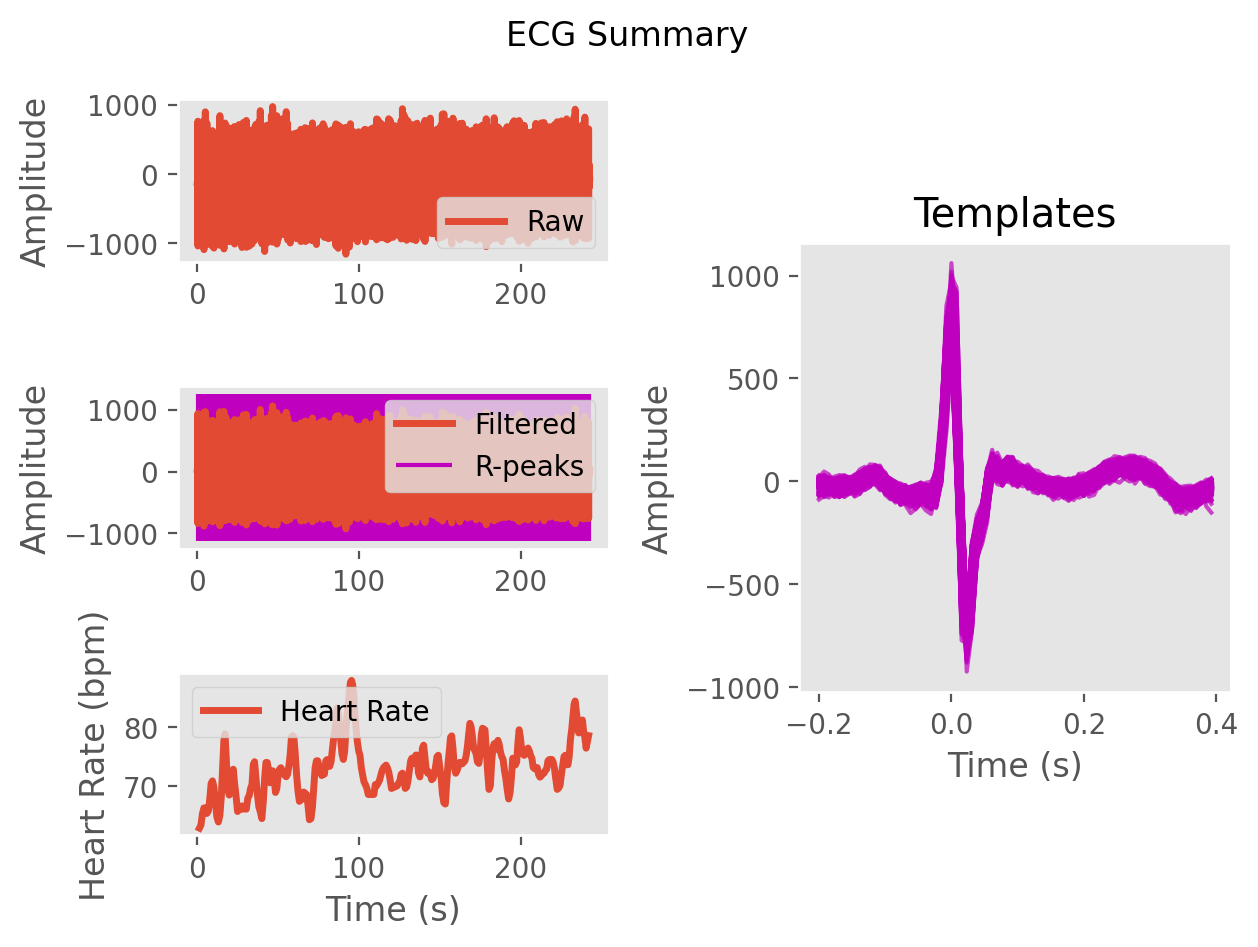 ECG Summary
Amplitude
1000
0
−1000
Raw
0
100
200
Amplitude
1000
0
−1000
Filtered
R-peaks
0
100
200
Heart Rate (bpm)
80
70
Heart Rate
0
100
200
Time (s)
Templates
Amplitude
1000
500
0
−500
−1000
−0.2
0.0
0.2
0.4
Time (s)